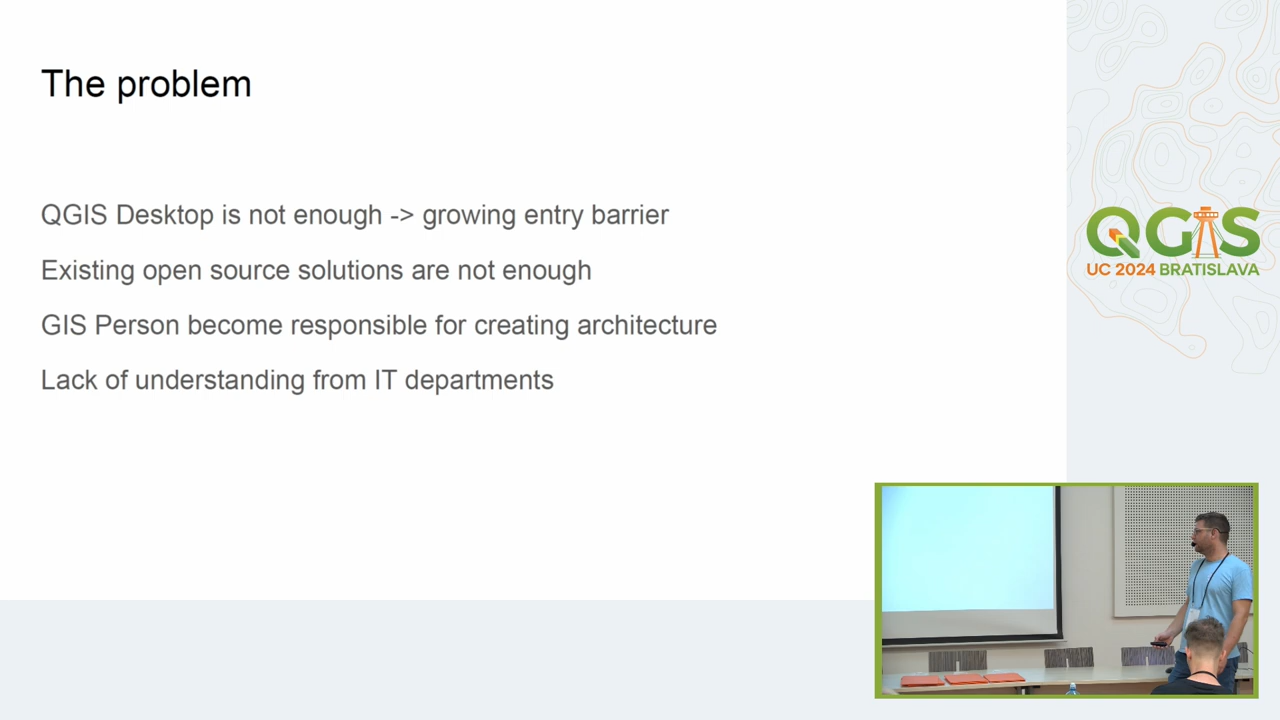 The problem
QGIS Desktop is not enough -> growing entry barrier
Existing open source solutions are not enough
GIS Person become responsible for creating architecture
Lack of understanding from IT departments
QGIS
UC 2024 BRATISLAVA